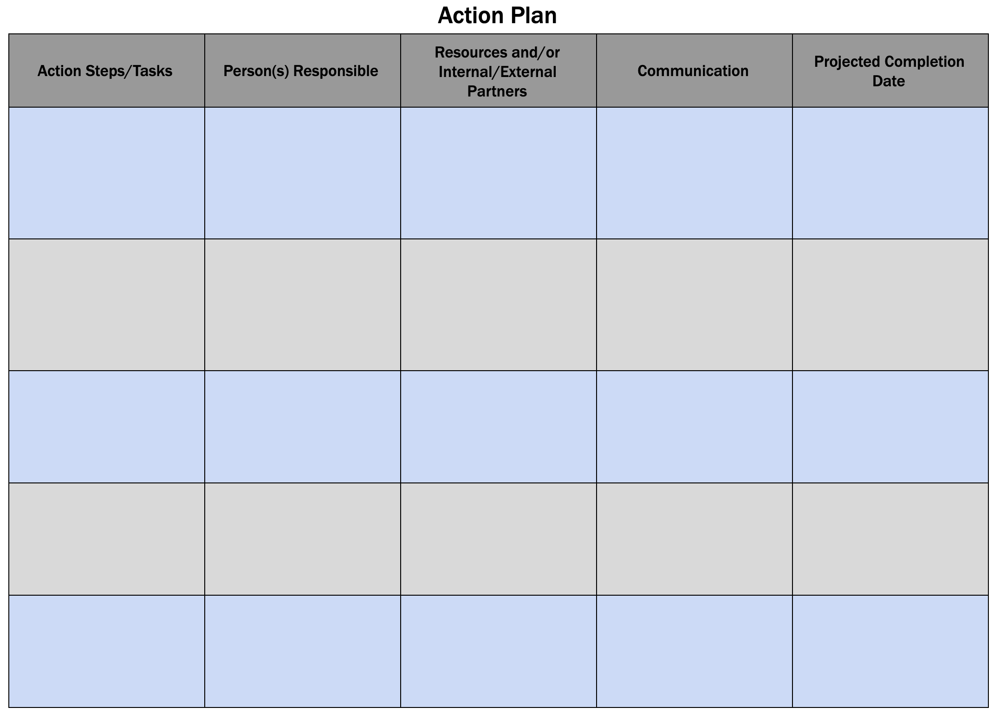 Action Plan
Action Steps/Tasks
Person(s) Responsible
Resources and/or
Internal/External
Partners
Communication
Projected Completion
Date